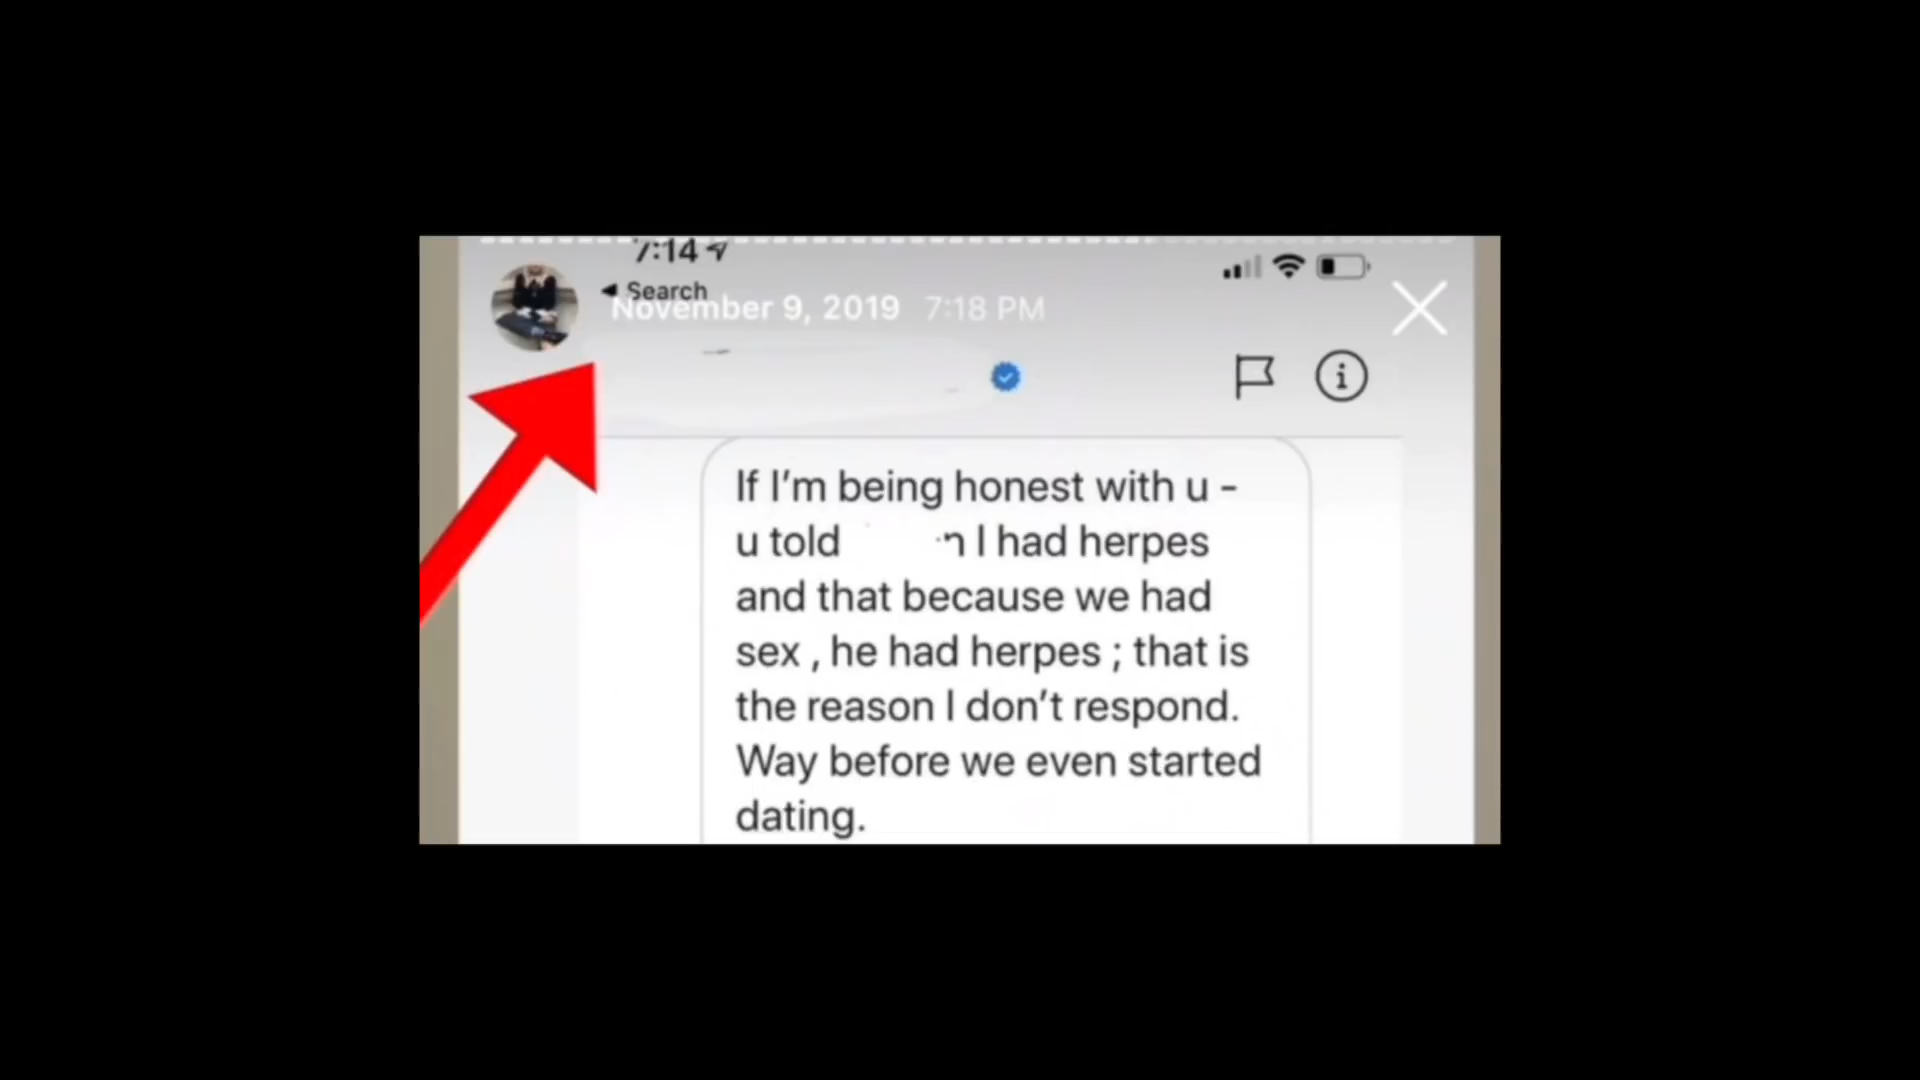 7:14
Search
November 9, 2019 7:18 PM
If I'm being honest with u -
u told I had herpes
and that because we had
sex , he had herpes ; that is
the reason I don't respond.
Way before we even started
dating.